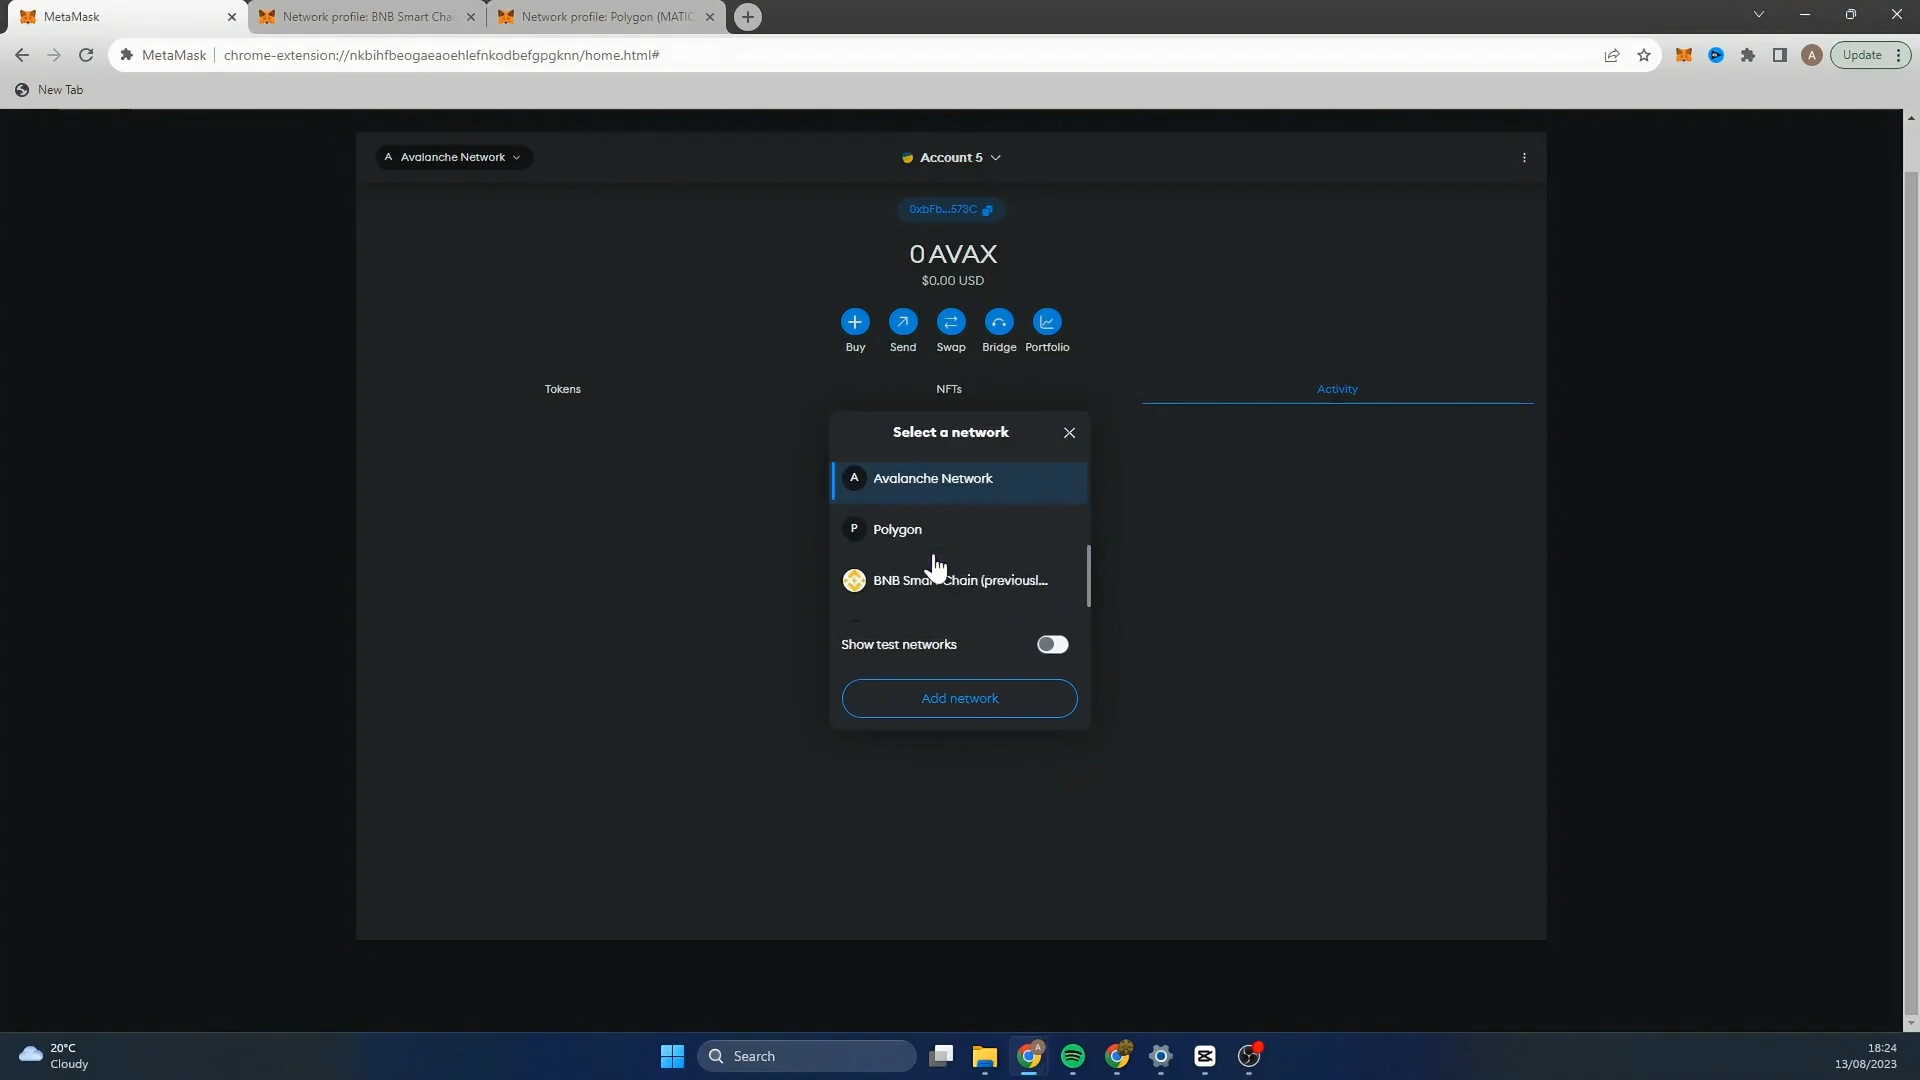 MetaMask
Network profile: BNB Smart Cha
Network profile: Polygon (MATIC
MetaMask
chrome-extension://nkbihfbeogaeaoehlefnkodbefgpgknn/home.html#
A
Update
New Tab
A Avalanche Network
Account 5
0xbFb...573C
0 AVAX
$0.00 USD
Buy
Send
Swap
Bridge
Portfolio
Tokens
NFTs
Activity
Select a network
A Avalanche Network
P Polygon
BNB Smar Chain (previousl...
Show test networks
Add network
20°C
Cloudy
Search
A
18:24
13/08/2023